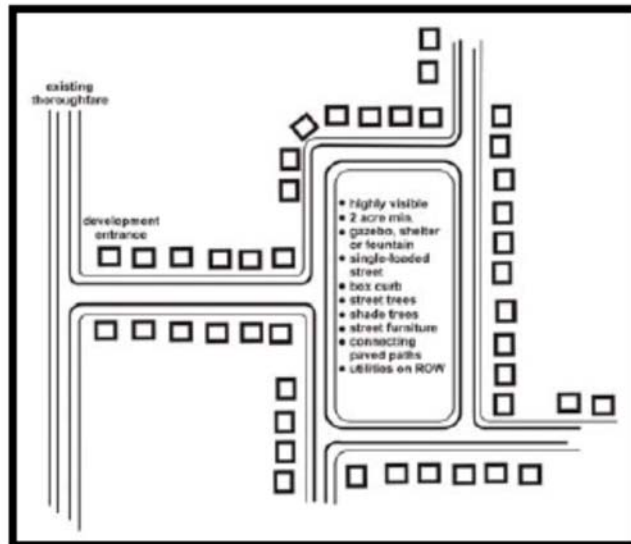 existing
thoroughfare
development
entrance
• highly visible
• 2 acre min.
• gazebo, shelter
or fountain
• single-loaded
street
• box curb
• street trees
• shade trees
• street furniture
• connecting
paved paths
• utilities on ROW